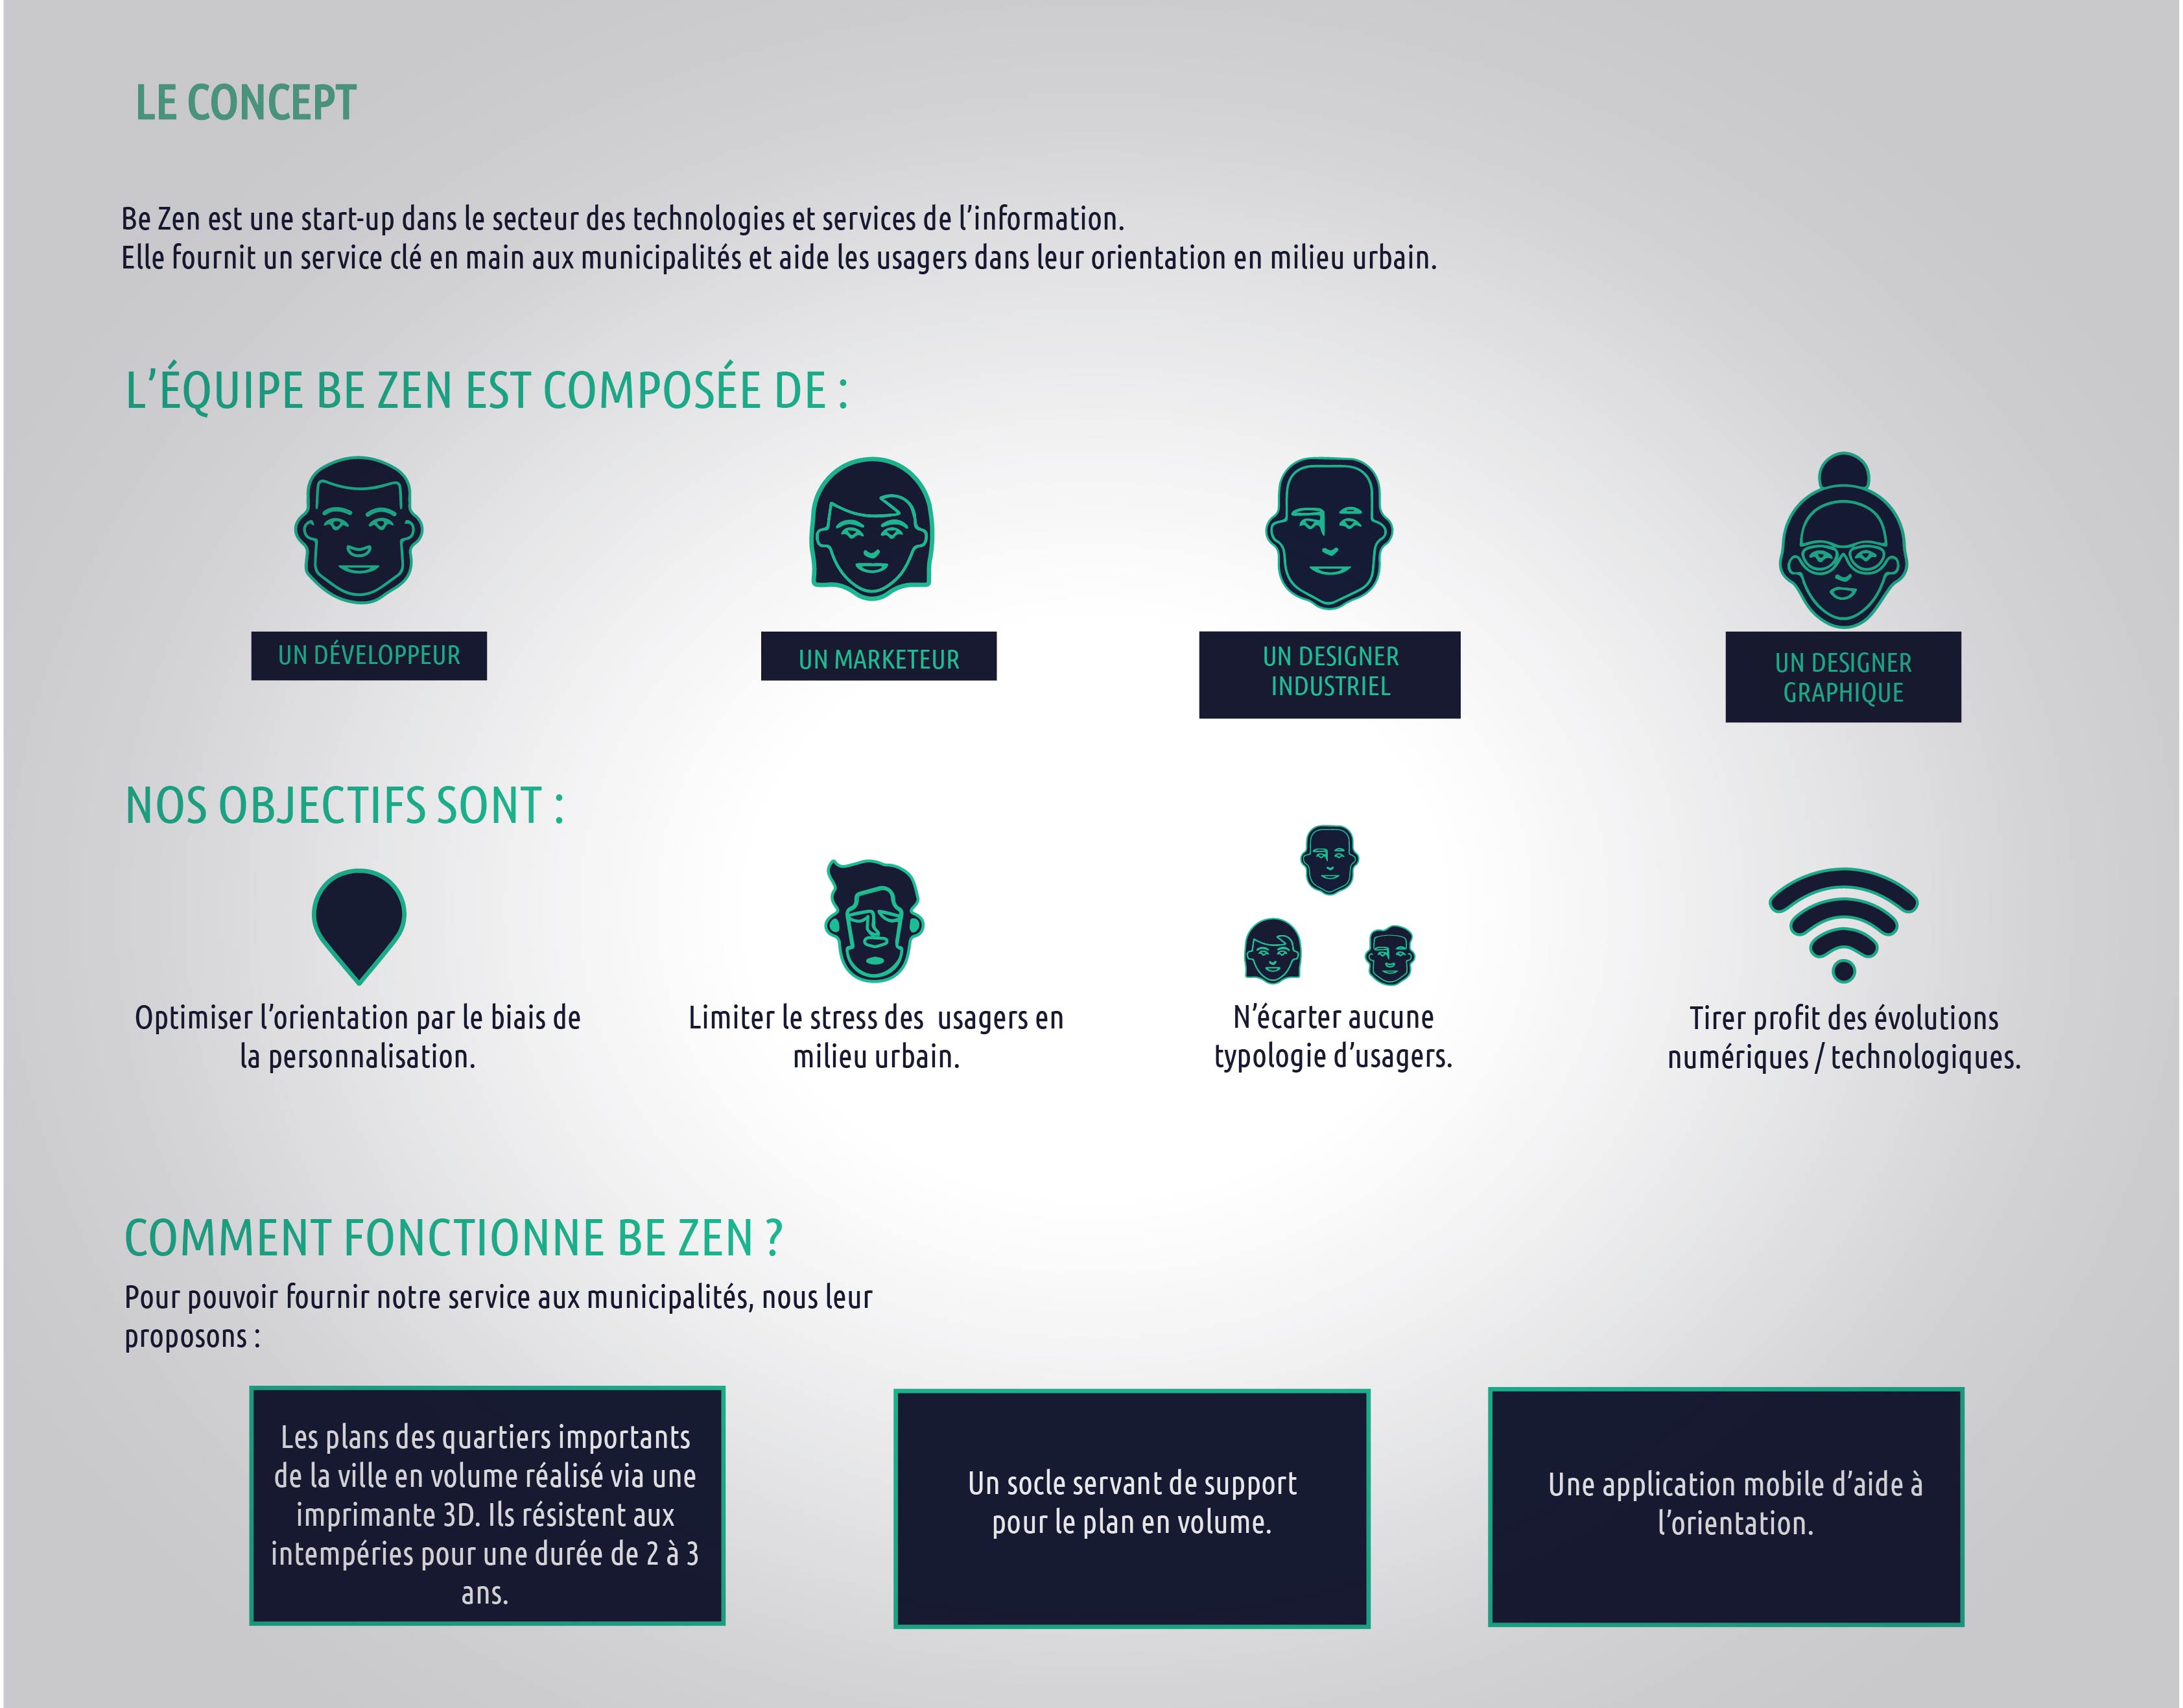 LE CONCEPT
Be Zen est une start-up dans le secteur des technologies et services de l’information.
Elle fournit un service clé en main aux municipalités et aide les usagers dans leur orientation en milieu urbain.
L’ÉQUIPE BE ZEN EST COMPOSÉE DE :
UN DÉVELOPPEUR
UN MARKETEUR
UN DESIGNER
INDUSTRIEL
UN DESIGNER
GRAPHIQUE
NOS OBJECTIFS SONT :
Optimiser l’orientation par le biais de
la personnalisation.
Limiter le stress des  usagers en
milieu urbain.
N’écarter aucune
typologie d’usagers.
Tirer profit des évolutions
numériques / technologiques.
COMMENT FONCTIONNE BE ZEN ?
Pour pouvoir fournir notre service aux municipalités, nous leur
proposons :
Les plans des quartiers importants
de la ville en volume réalisé via une
imprimante 3D. Ils résistent aux
intempéries pour une durée de 2 à 3
ans.
Un socle servant de support
pour le plan en volume.
Une application mobile d’aide à
l’orientation.